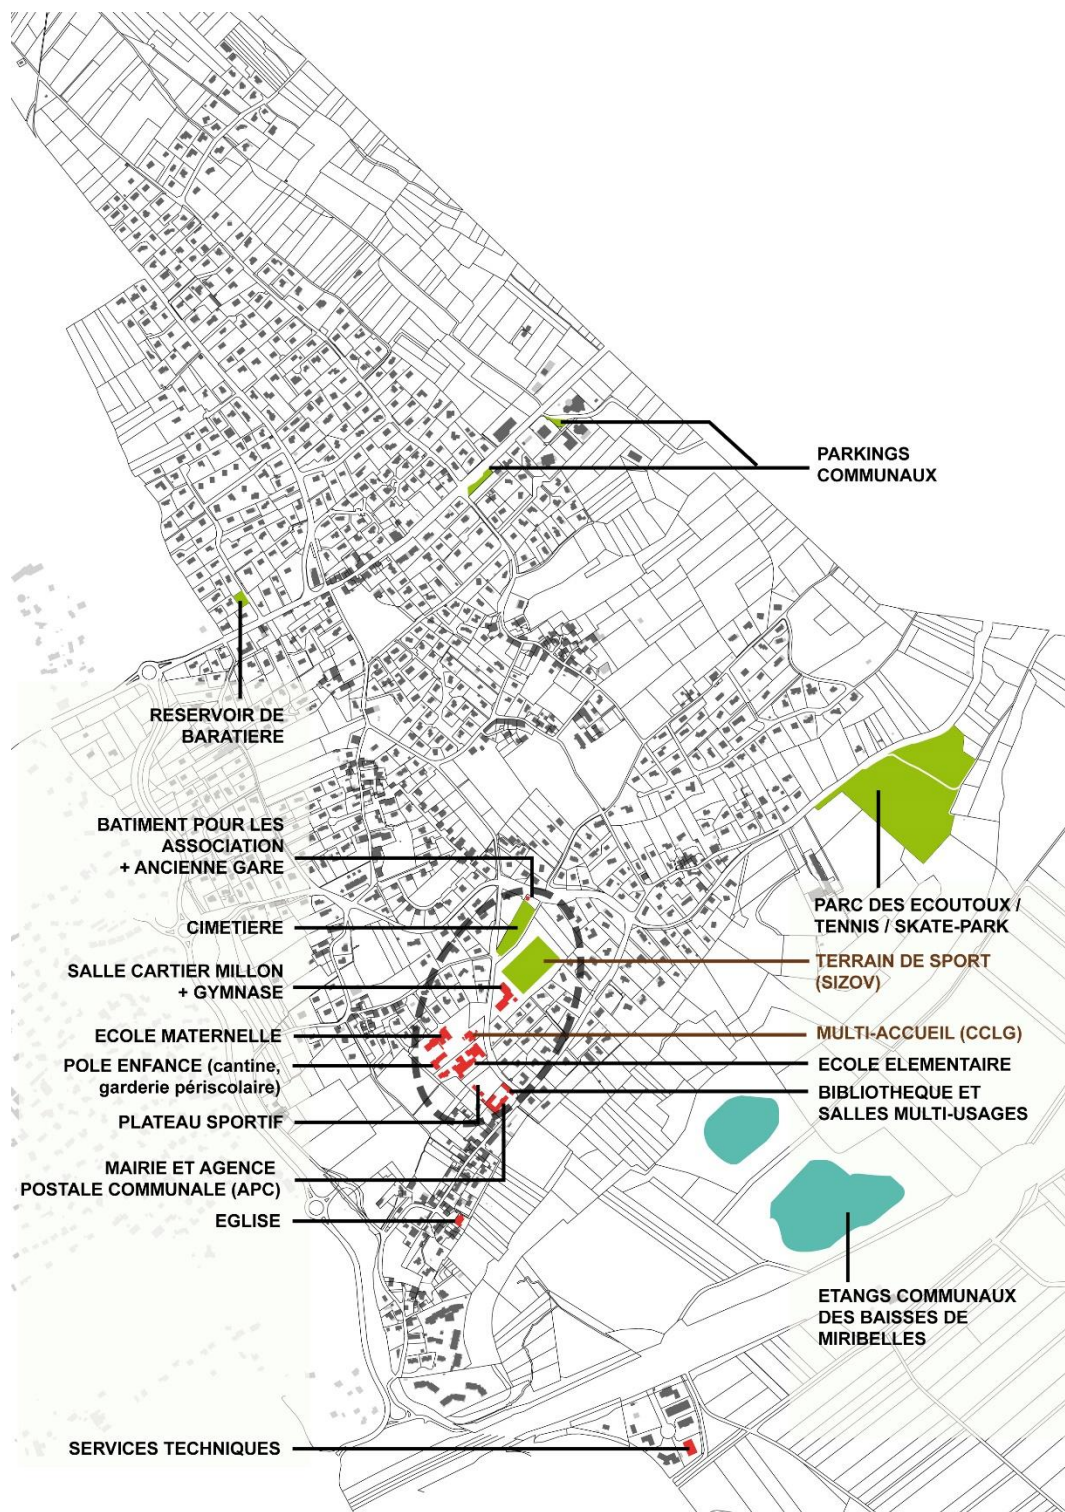 PARKINGS
COMMUNAUX
RESERVOIR DE
BARATIERE
BATIMENT POUR LES
ASSOCIATION
+ ANCIENNE GARE
CIMETIERE
SALLE CARTIER MILLON
+ GYMNASE
ECOLE MATERNELLE
POLE ENFANCE (cantine,
garderie périscolaire)
PLATEAU SPORTIF
MAIRIE ET AGENCE
POSTALE COMMUNALE (APC)
EGLISE
PARC DES ECOUTOUX /
TENNIS / SKATE-PARK
TERRAIN DE SPORT
(SIZOV)
MULTI-ACCUEIL (CCLG)
ECOLE ELEMENTAIRE
BIBLIOTHEQUE ET
SALLES MULTI-USAGES
ETANGS COMMUNAUX
DES BAISSES DE
MIRIBELLES
SERVICES TECHNIQUES